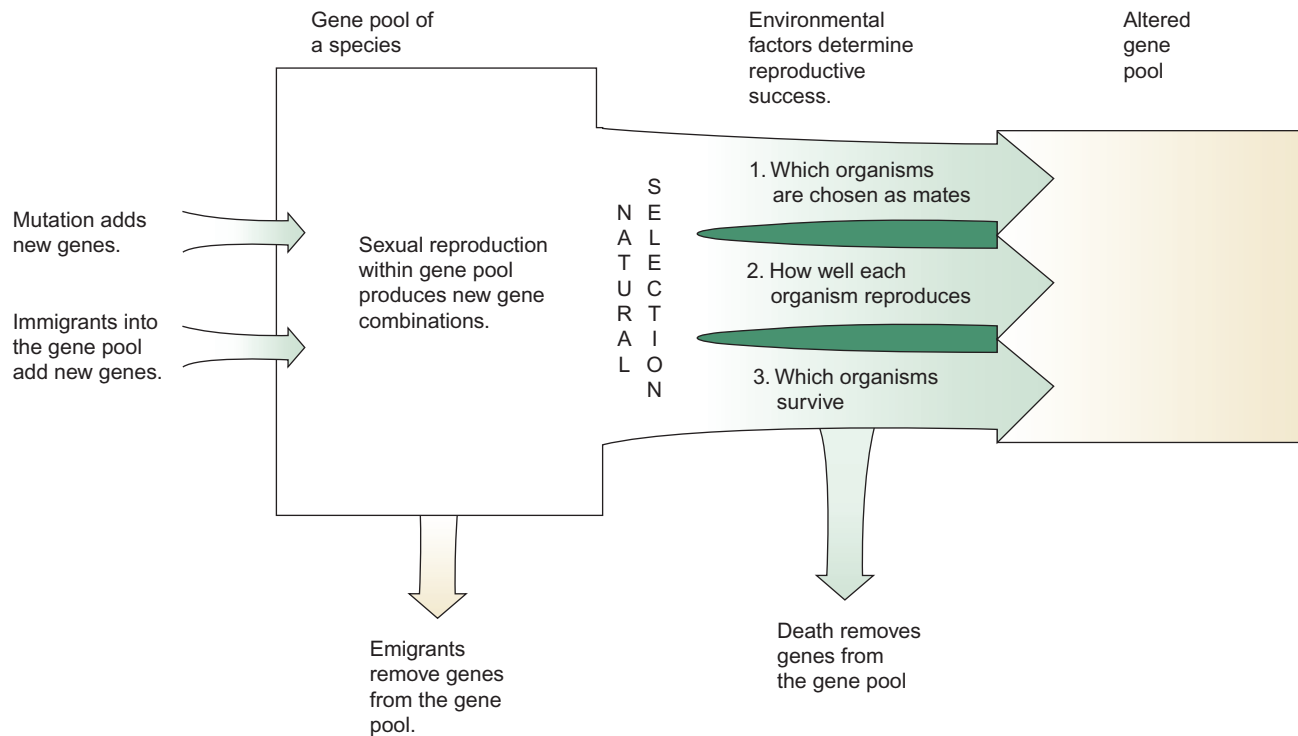 Gene pool of
a species
Environmental
factors determine
reproductive
success.
Altered
gene
pool
Mutation adds
new genes.
Immigrants into
the gene pool
add new genes.
Sexual reproduction
within gene pool
produces new gene
combinations.
NATURAL
SELECTION
1. Which organisms
are chosen as mates
2. How well each
organism reproduces
3. Which organisms
survive
Emigrants
remove genes
from the gene
pool.
Death removes
genes from
the gene pool